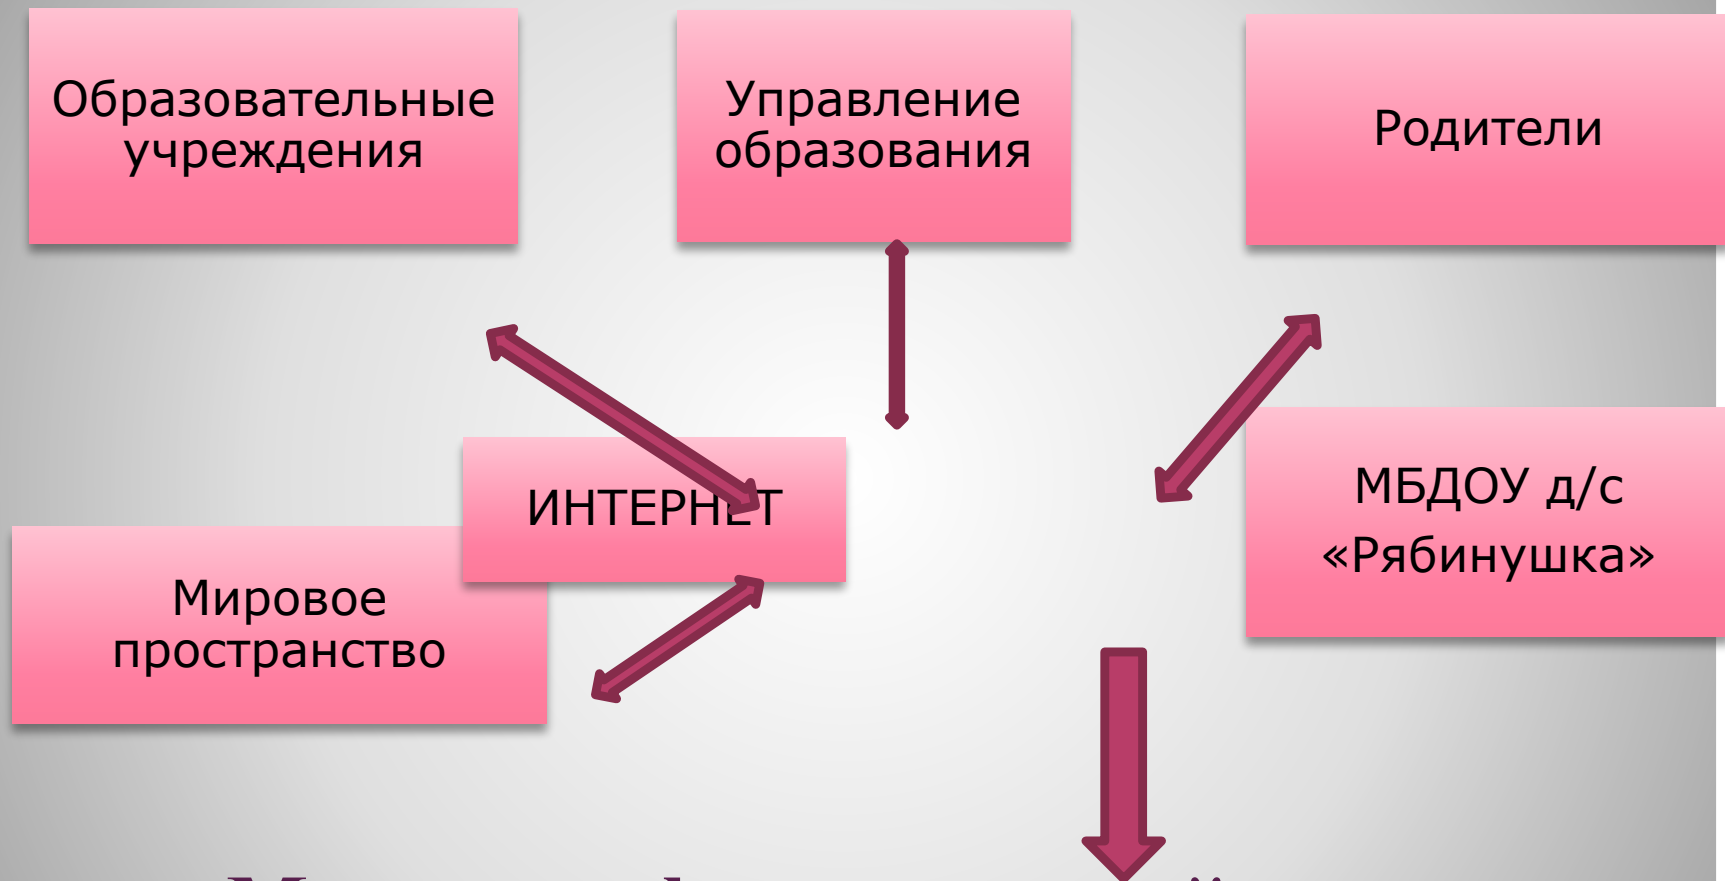 Образовательные
учреждения
Управление
образования
Родители
ИНТЕРНЕТ
МБДОУ д/с
«Рябинушка»
Мировое
пространство